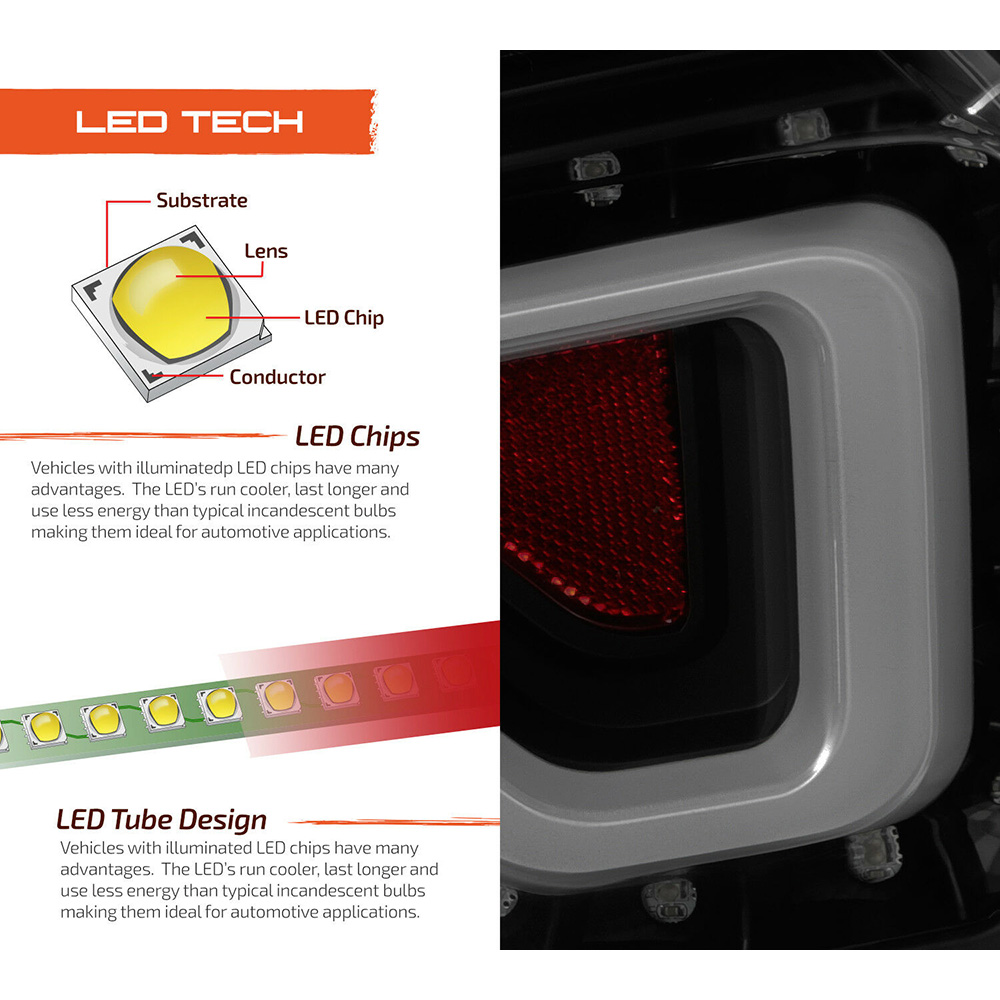 LED TECH
Substrate
Lens
LED Chip
Conductor
LED Chips
Vehicles with illuminatedp LED chips have many
advantages. The LED's run cooler, last longer and
use less energy than typical incandescent bulbs
making them ideal for automotive applications.
LED Tube Design
Vehicles with illuminated LED chips have many
advantages. The LED's run cooler, last longer and
use less energy than typical incandescent bulbs
making them ideal for automotive applications.